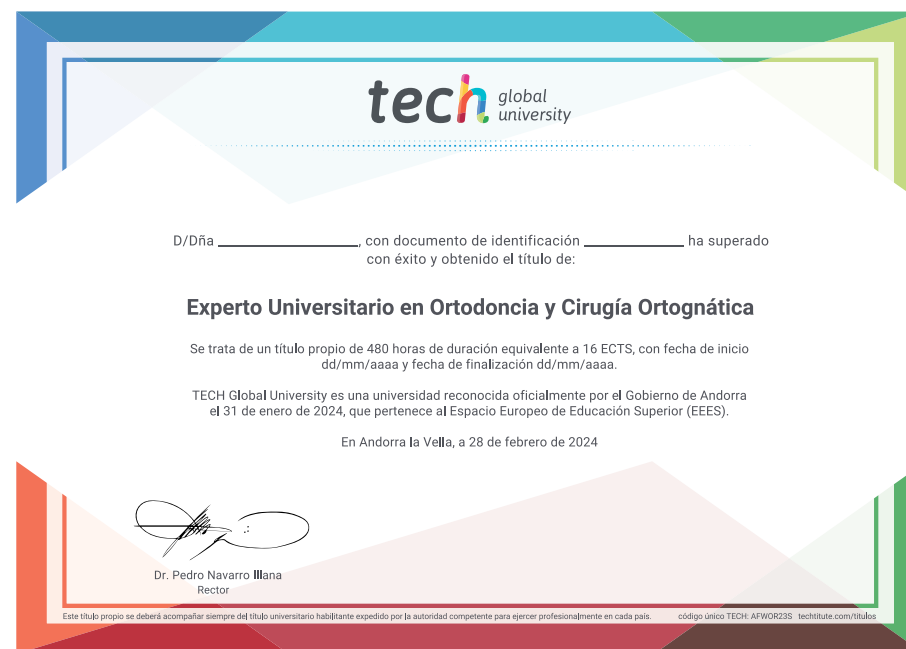 tech global university
D/Dña ____________________, con documento de identificación ______________ ha superado
con éxito y obtenido el título de:
Experto Universitario en Ortodoncia y Cirugía Ortognática
Se trata de un título propio de 480 horas de duración equivalente a 16 ECTS, con fecha de inicio
dd/mm/aaaa y fecha de finalización dd/mm/aaaa.
TECH Global University es una universidad reconocida oficialmente por el Gobierno de Andorra
el 31 de enero de 2024, que pertenece al Espacio Europeo de Educación Superior (EEES).
En Andorra la Vella, a 28 de febrero de 2024
Dr. Pedro Navarro Illana
Rector
Este título propio se deberá acompañar siempre del título universitario habilitante expedido por la autoridad competente para ejercer profesionalmente en cada país. código único TECH: AFWOR23S techtitute.com/titulos